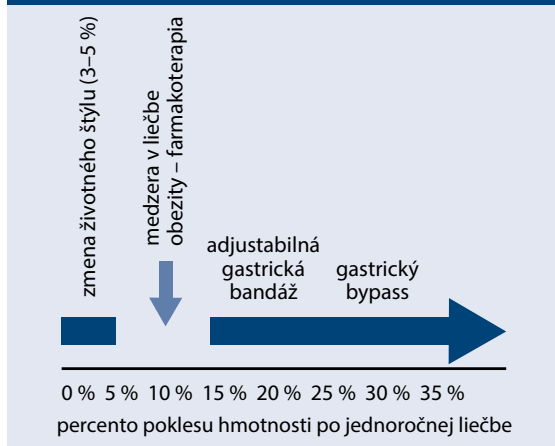 zmena životného štýlu (3–5 %)
medzera v liečbe
obezity – farmakoterapia
adjustabilná
gastrická
bandáž
gastrický
bypass
0 % 5 % 10 % 15 % 20 % 25 % 30 % 35 %
percento poklesu hmotnosti po jednoročnej liečbe